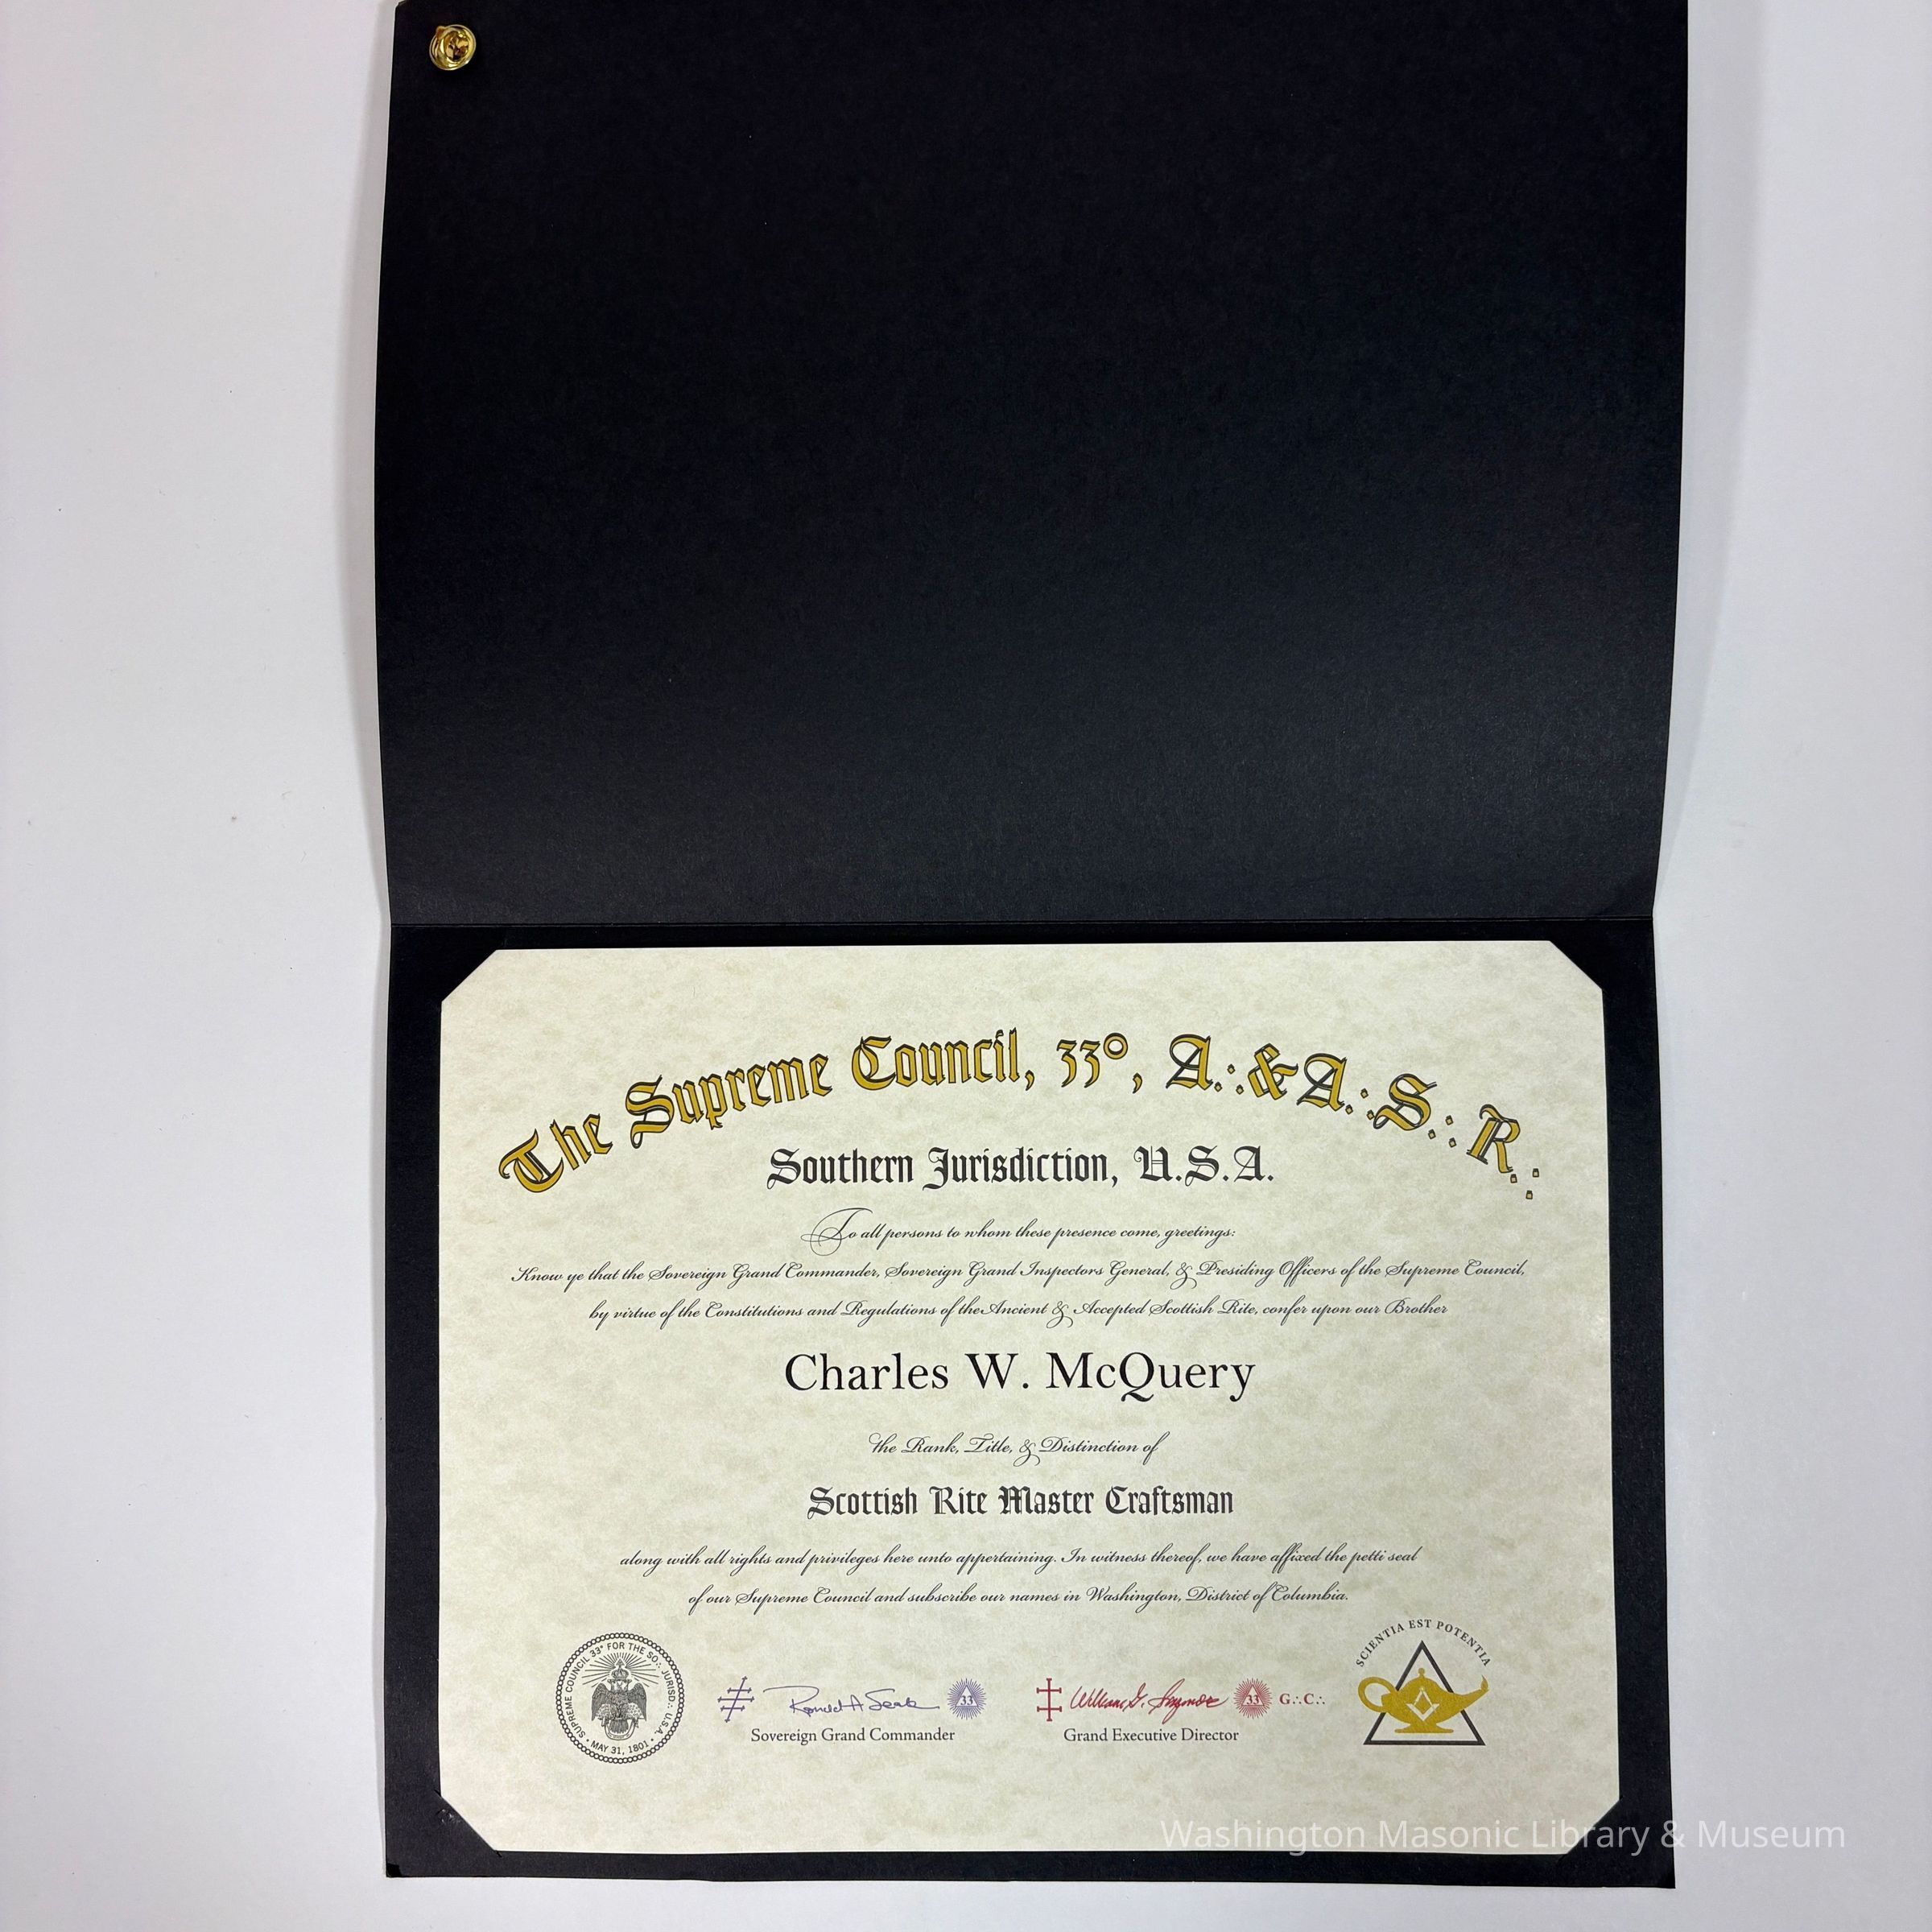 The Supreme Council, 33°, A∴&A∴S∴R∴
Southern Jurisdiction, U.S.A.
To all persons to whom these presence come, greetings:
Know ye that the Sovereign Grand Commander, Sovereign Grand Inspectors General, & Presiding Officers of the Supreme Council,
by virtue of the Constitutions and Regulations of the Ancient & Accepted Scottish Rite, confer upon our Brother
Charles W. McQuery
the Rank, Title, & Distinction of
Scottish Rite Master Craftsman
along with all rights and privileges here unto appertaining. In witness thereof, we have affixed the petti seal
of our Supreme Council and subscribe our names in Washington, District of Columbia.
SUPREME COUNCIL 33° FOR THE SO∴ JURISD∴ U.S.A.
• MAY 31, 1801 •
Ronald A Seale 33
Sovereign Grand Commander
William G. 33 G∴C∴
Grand Executive Director
SCIENTIA EST POTENTIA
Washington Masonic Library & Museum